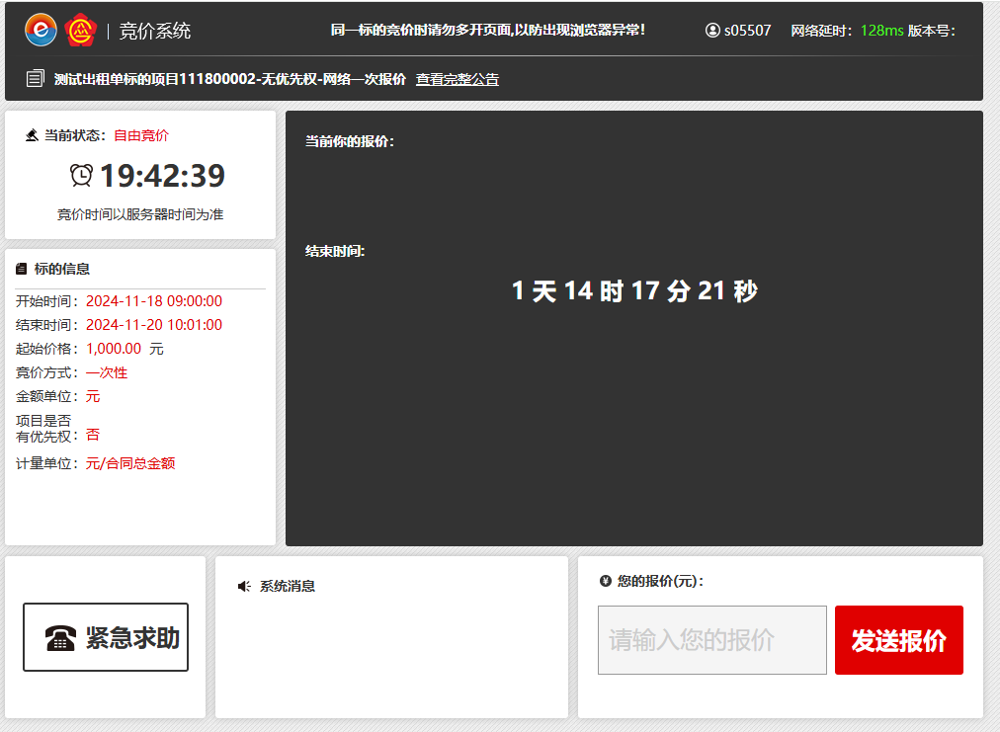 竞价系统 同一标的竞价时请勿多开页面,以防出现浏览器异常! s05507 网络延时: 128ms 版本号:
测试出租单标的项目111800002-无优先权-网络一次报价 查看完整公告
当前状态: 自由竞价
19:42:39
竞价时间以服务器时间为准
标的信息
开始时间: 2024-11-18 09:00:00
结束时间: 2024-11-20 10:01:00
起始价格: 1,000.00 元
竞价方式: 一次性
金额单位: 元
项目是否
有优先权: 否
计量单位: 元/合同总金额
当前你的报价:
结束时间:
1 天 14 时 17 分 21 秒
紧急求助
系统消息
您的报价(元):
请输入您的报价
发送报价